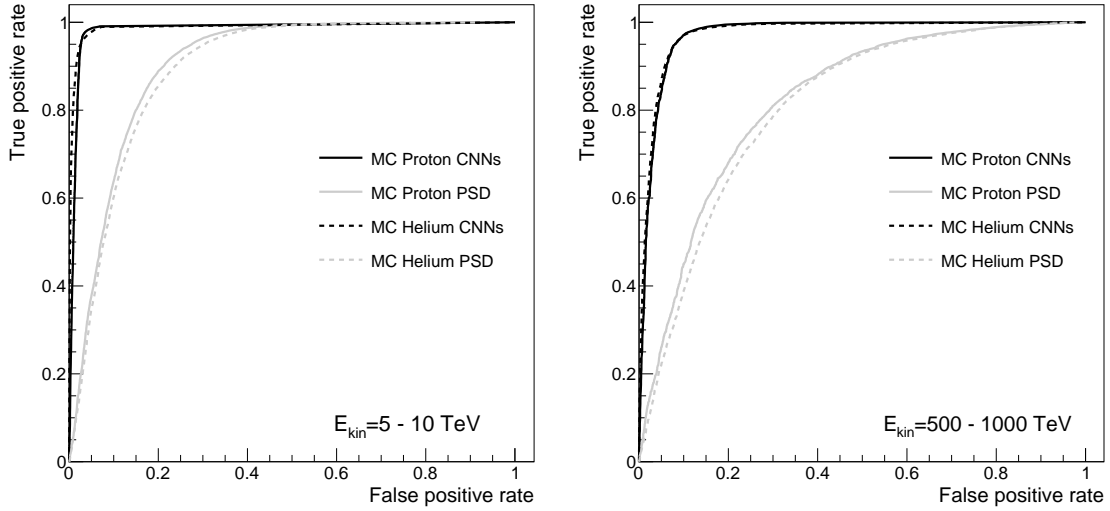 True positive rate
1
0.8
0.6
0.4
0.2
0
MC Proton CNNs
MC Proton PSD
MC Helium CNNs
MC Helium PSD
E_kin=5 - 10 TeV
0 0.2 0.4 0.6 0.8 1
False positive rate
True positive rate
1
0.8
0.6
0.4
0.2
0
MC Proton CNNs
MC Proton PSD
MC Helium CNNs
MC Helium PSD
E_kin=500 - 1000 TeV
0 0.2 0.4 0.6 0.8 1
False positive rate